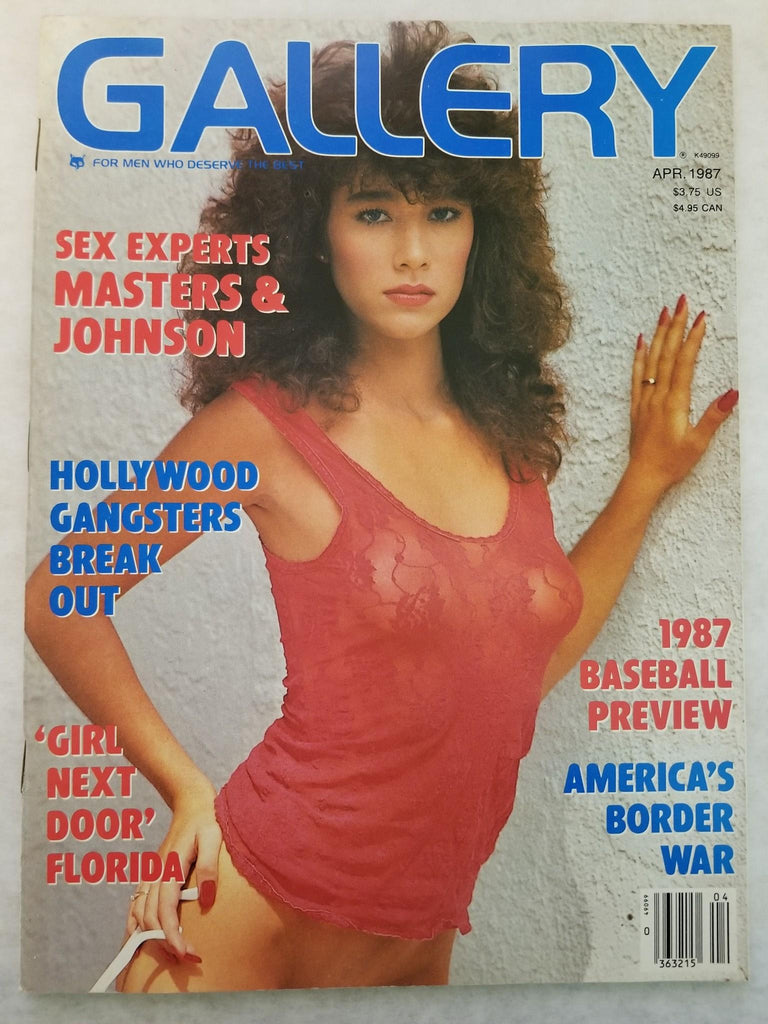 GALLERY
FOR MEN WHO DESERVE THE BEST
® K49099
APR. 1987
$3.75 US
$4.95 CAN
SEX EXPERTS
MASTERS &
JOHNSON
HOLLYWOOD
GANGSTERS
BREAK
OUT
'GIRL
NEXT
DOOR'
FLORIDA
1987
BASEBALL
PREVIEW
AMERICA'S
BORDER
WAR
49099
0
04
363215